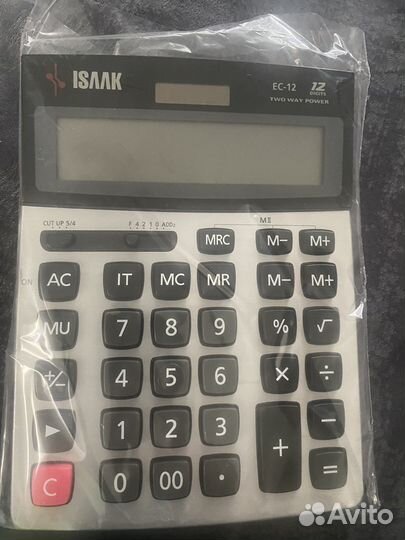 ISAAK
EC-12 12 DIGITS
TWO WAY POWER
CUT UP 5/4 F 4 2 1 0 ADD₂ MII
MRC M− M+
ON AC IT MC MR M− M+
MU 7 8 9 % √
+/− 4 5 6 × ÷
▶ 1 2 3 + −
C 0 00 · =
Avito